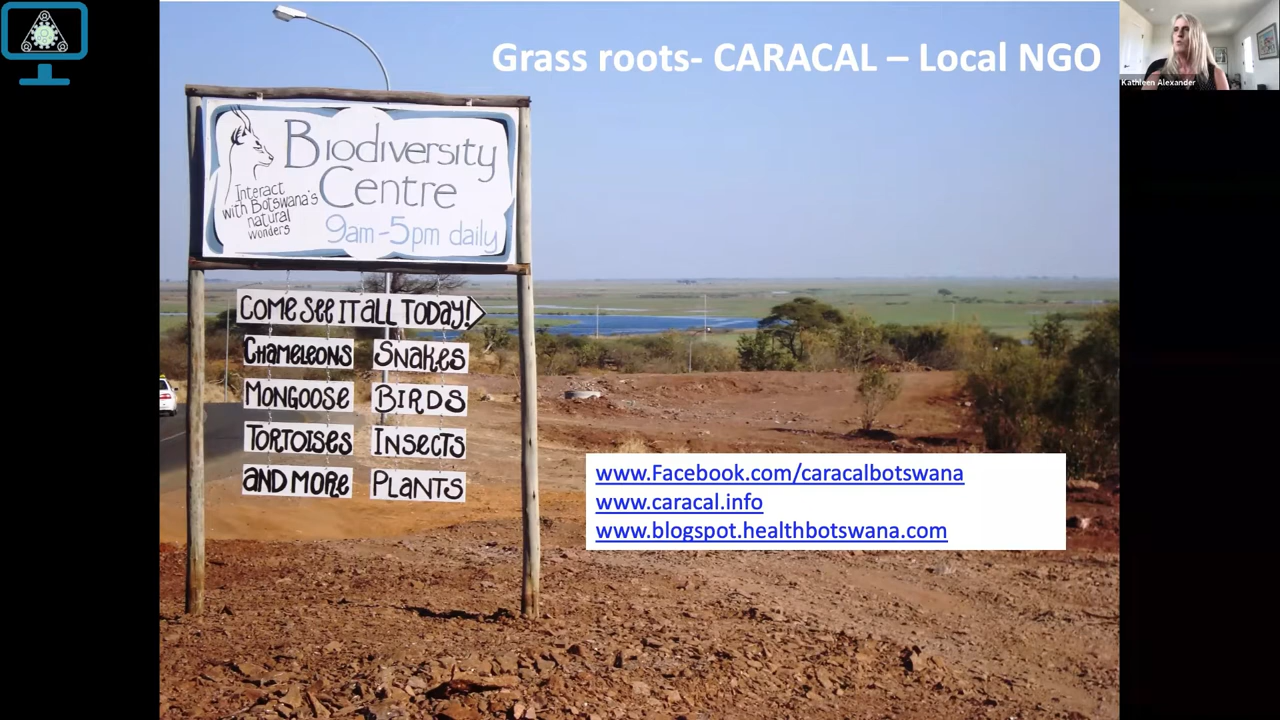 Grass roots- CARACAL – Local NGO
Kathleen Alexander
Biodiversity
Centre
Interact
with Botswana's
natural
wonders
9am-5pm daily
COME SEE IT ALL TODAY!
CHAMELEONS SNAKES
MONGOOSE BIRDS
TORTOISES INSECTS
AND MORE PLANTS
www.Facebook.com/caracalbotswana
www.caracal.info
www.blogspot.healthbotswana.com